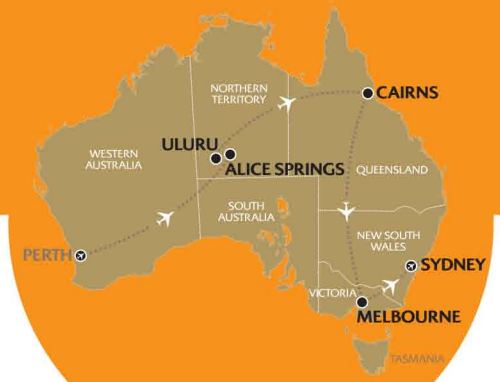 NORTHERN
TERRITORY
CAIRNS
ULURU
ALICE SPRINGS
WESTERN
AUSTRALIA
QUEENSLAND
SOUTH
AUSTRALIA
NEW SOUTH
WALES
PERTH
SYDNEY
VICTORIA
MELBOURNE
TASMANIA